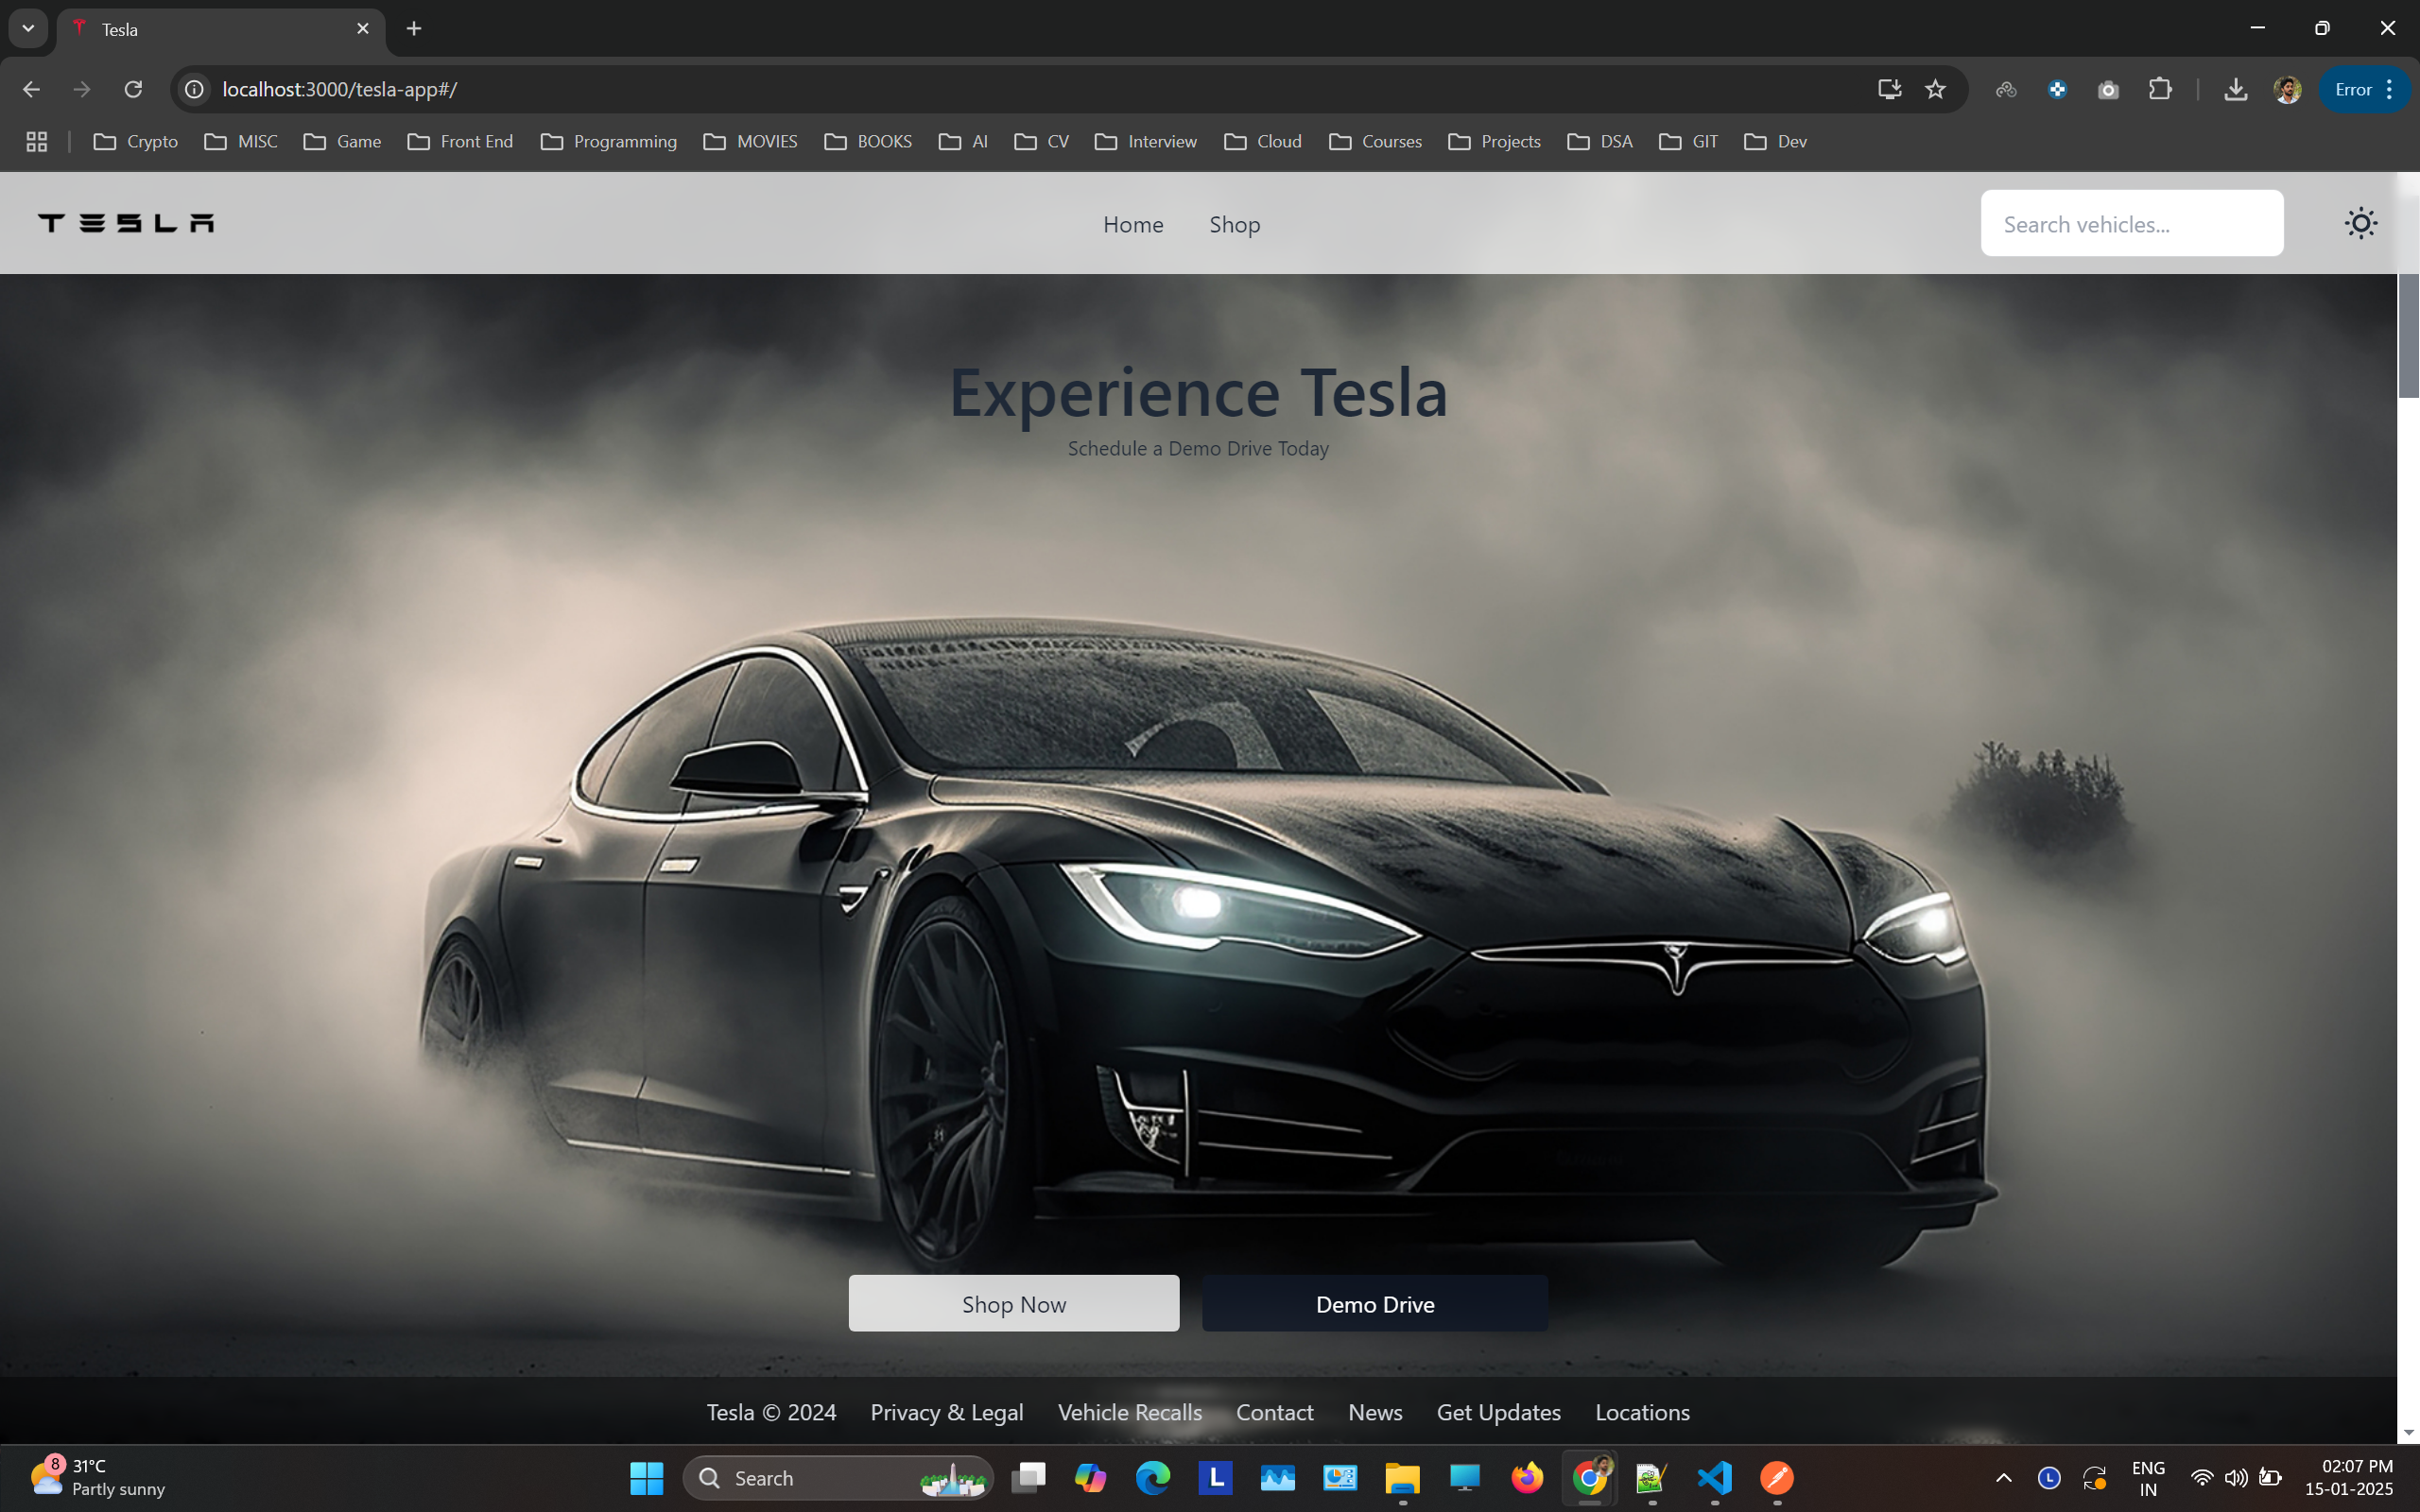 Tesla
localhost:3000/tesla-app#/
Error
Crypto MISC Game Front End Programming MOVIES BOOKS AI CV Interview Cloud Courses Projects DSA GIT Dev
TESLA Home Shop Search vehicles...
Experience Tesla
Schedule a Demo Drive Today
Shop Now Demo Drive
Tesla © 2024 Privacy & Legal Vehicle Recalls Contact News Get Updates Locations
8
31°C
Partly sunny
Search
L
L
ENG
IN
02:07 PM
15-01-2025